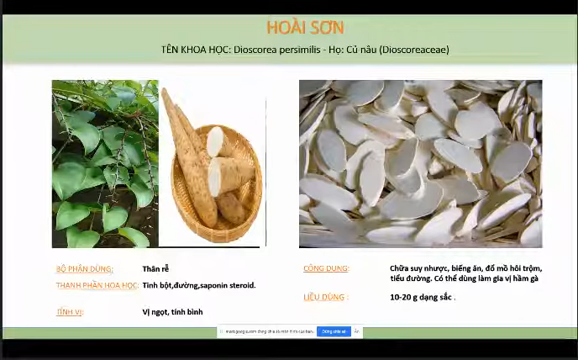 HOÀI SƠN
TÊN KHOA HỌC: Dioscorea persimilis - Họ: Củ nâu (Dioscoreaceae)
BỘ PHẬN DÙNG: Thân rễ
THÀNH PHẦN HOA HỌC: Tinh bột,đường,saponin steroid.
TÍNH VỊ: Vị ngọt, tính bình
CÔNG DỤNG: Chữa suy nhược, biếng ăn, đổ mồ hôi trộm,
tiểu đường. Có thể dùng làm gia vị hầm gà
LIỀU DÙNG : 10-20 g dạng sắc .